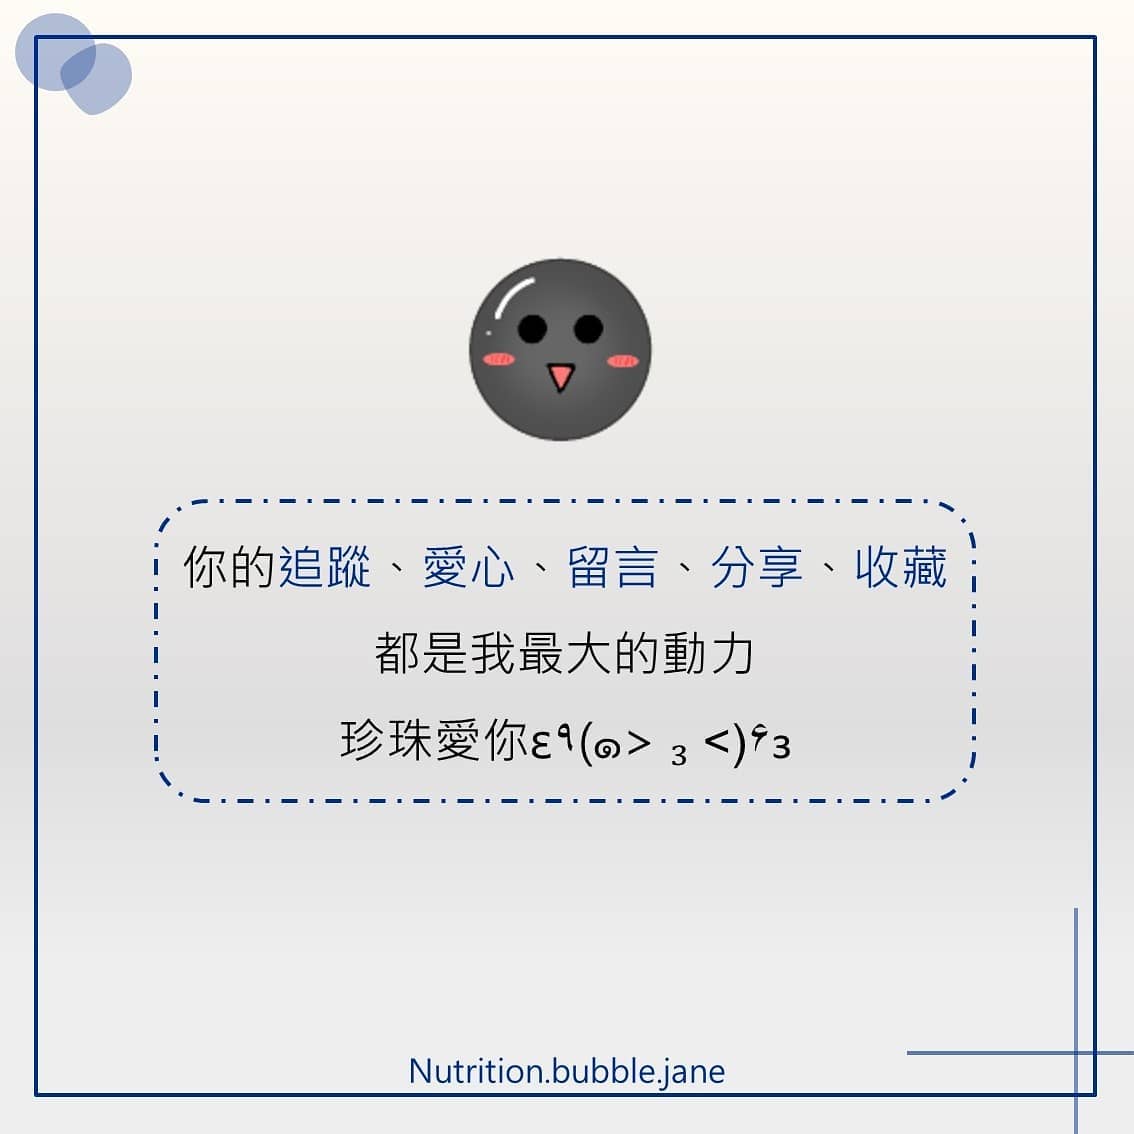 你的追蹤、愛心、留言、分享、收藏
都是我最大的動力
珍珠愛你ε٩(๑> ₃ <)۶з
Nutrition.bubble.jane